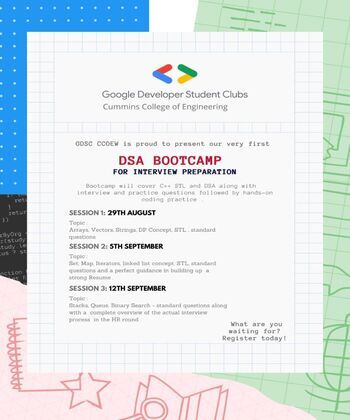 Google Developer Student Clubs
Cummins College of Engineering
GDSC CCOEW is proud to present our very first
DSA BOOTCAMP
FOR INTERVIEW PREPARATION
Bootcamp will cover C++ STL and DSA along with
interview and practice questions followed by hands-on
coding practice .
SESSION 1: 29TH AUGUST
Topic :
Arrays, Vectors, Strings, DP Concept, STL , standard
questions
SESSION 2: 5TH SEPTEMBER
Topic :
Set, Map, Iterators, linked list concept, STL, standard
questions and a perfect guidance in building up a
strong Resume .
SESSION 3: 12TH SEPTEMBER
Topic :
Stacks, Queue, Binary Search - standard questions along
with a complete overview of the actual interview
process in the HR round .
What are you
waiting for?
Register today!